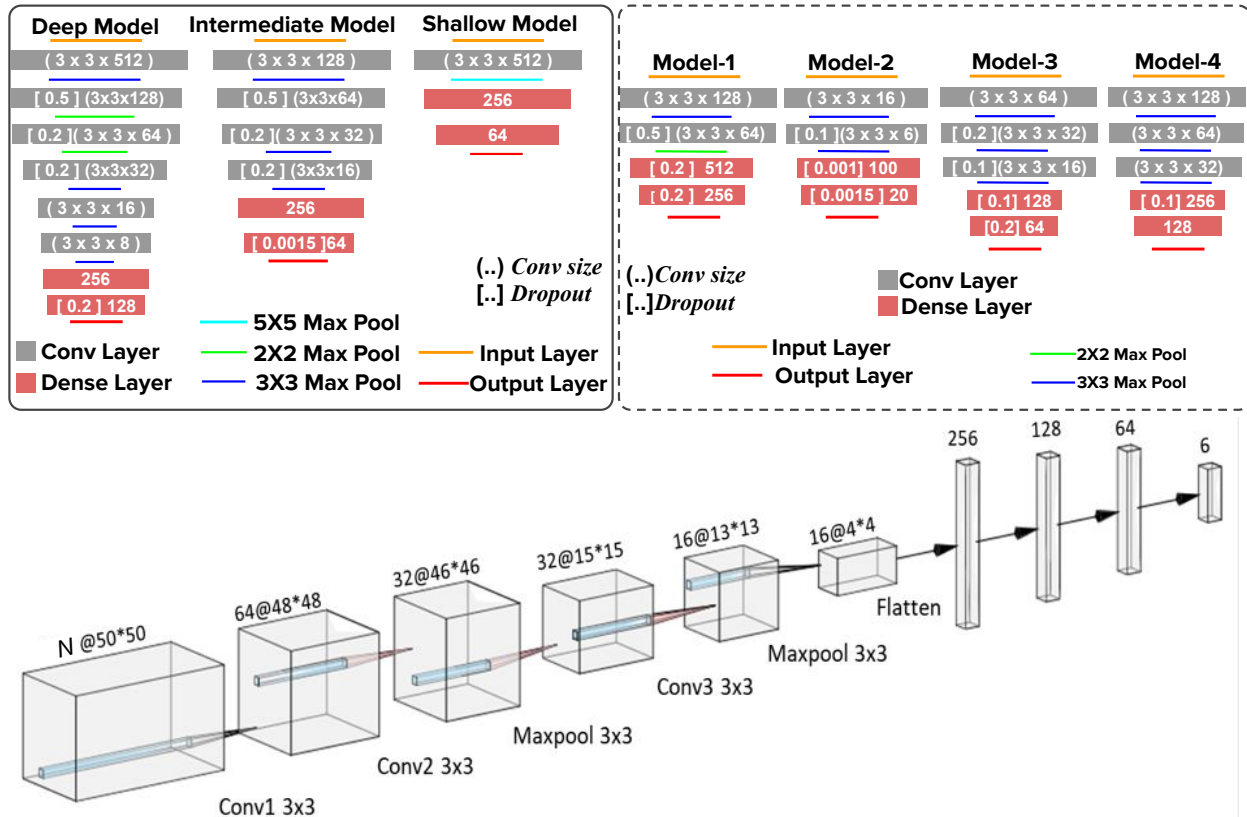 Deep Model
( 3 x 3 x 512 )
[ 0.5 ] (3x3x128)
[ 0.2 ]( 3 x 3 x 64 )
[ 0.2 ] (3x3x32)
( 3 x 3 x 16 )
( 3 x 3 x 8 )
256
[ 0.2 ] 128
Intermediate Model
( 3 x 3 x 128 )
[ 0.5 ] (3x3x64)
[ 0.2 ]( 3 x 3 x 32 )
[ 0.2 ] (3x3x16)
256
[ 0.0015 ]64
Shallow Model
( 3 x 3 x 512 )
256
64
(..) Conv size
[..] Dropout
Conv Layer
Dense Layer
5X5 Max Pool
2X2 Max Pool
3X3 Max Pool
Input Layer
Output Layer
Model-1
( 3 x 3 x 128 )
[ 0.5 ](3 x 3 x 64)
[ 0.2 ] 512
[ 0.2 ] 256
Model-2
( 3 x 3 x 16 )
[ 0.1 ](3 x 3 x 6)
[ 0.001] 100
[ 0.0015 ] 20
Model-3
( 3 x 3 x 64 )
[ 0.2 ](3 x 3 x 32)
[ 0.1 ](3 x 3 x 16)
[ 0.1] 128
[0.2] 64
Model-4
( 3 x 3 x 128 )
(3 x 3 x 64)
(3 x 3 x 32)
[ 0.1] 256
128
(..)Conv size
[..]Dropout
Conv Layer
Dense Layer
Input Layer
Output Layer
2X2 Max Pool
3X3 Max Pool
N @50*50
64@48*48
32@46*46
32@15*15
16@13*13
16@4*4
256
128
64
6
Conv1 3x3
Conv2 3x3
Maxpool 3x3
Conv3 3x3
Maxpool 3x3
Flatten